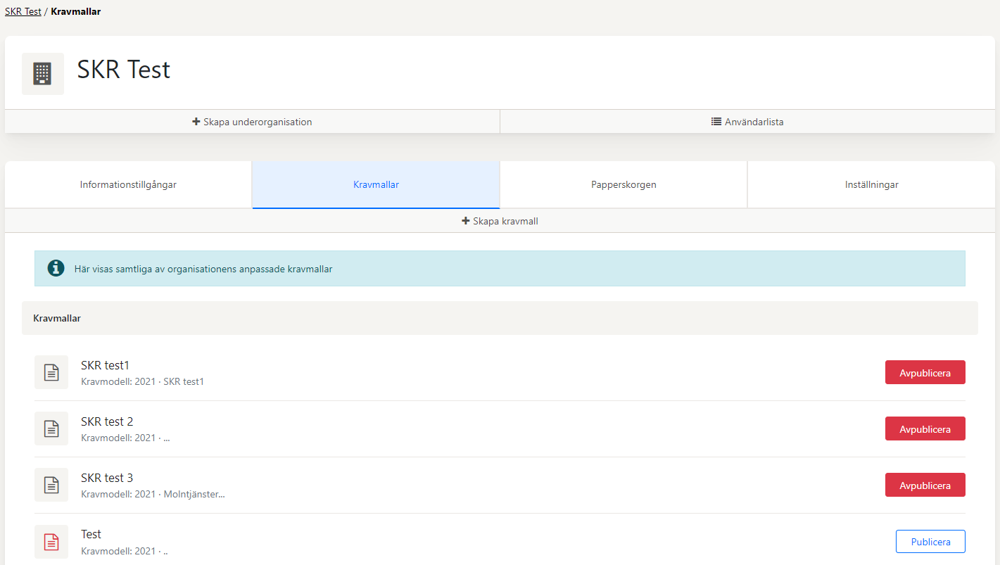 SKR Test / Kravmallar
SKR Test
Skapa underorganisation
Användarlista
Informationstillgångar
Kravmallar
Papperskorgen
Inställningar
Skapa kravmall
Här visas samtliga av organisationens anpassade kravmallar
Kravmallar
SKR test1
Kravmodell: 2021 · SKR test1
Avpublicera
SKR test 2
Kravmodell: 2021 · ...
Avpublicera
SKR test 3
Kravmodell: 2021 · Molntjänster...
Avpublicera
Test
Kravmodell: 2021 · ..
Publicera